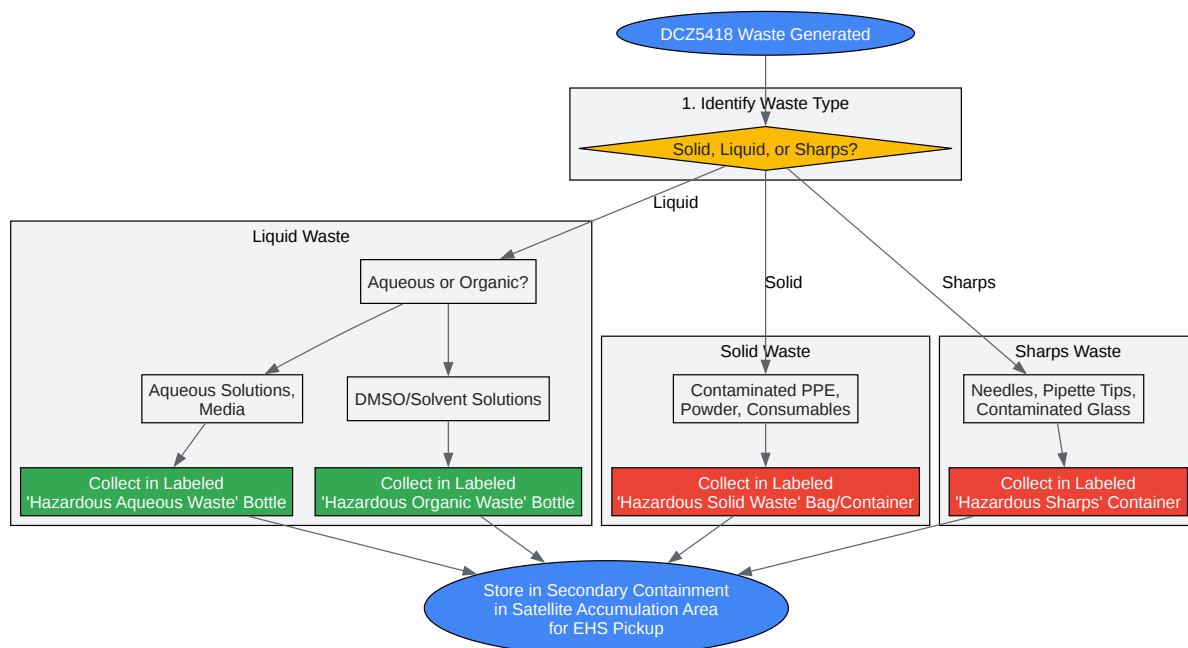 DCZ5418 Waste Generated
1. Identify Waste Type
Solid, Liquid, or Sharps?
Liquid
Liquid Waste
Aqueous or Organic?
Solid
Sharps
Solid Waste
Sharps Waste
Aqueous Solutions,
Media
DMSO/Solvent Solutions
Contaminated PPE,
Powder, Consumables
Needles, Pipette Tips,
Contaminated Glass
Collect in Labeled
'Hazardous Aqueous Waste' Bottle
Collect in Labeled
'Hazardous Organic Waste' Bottle
Collect in Labeled
'Hazardous Solid Waste' Bag/Container
Collect in Labeled
'Hazardous Sharps' Container
Store in Secondary Containment
in Satellite Accumulation Area
for EHS Pickup